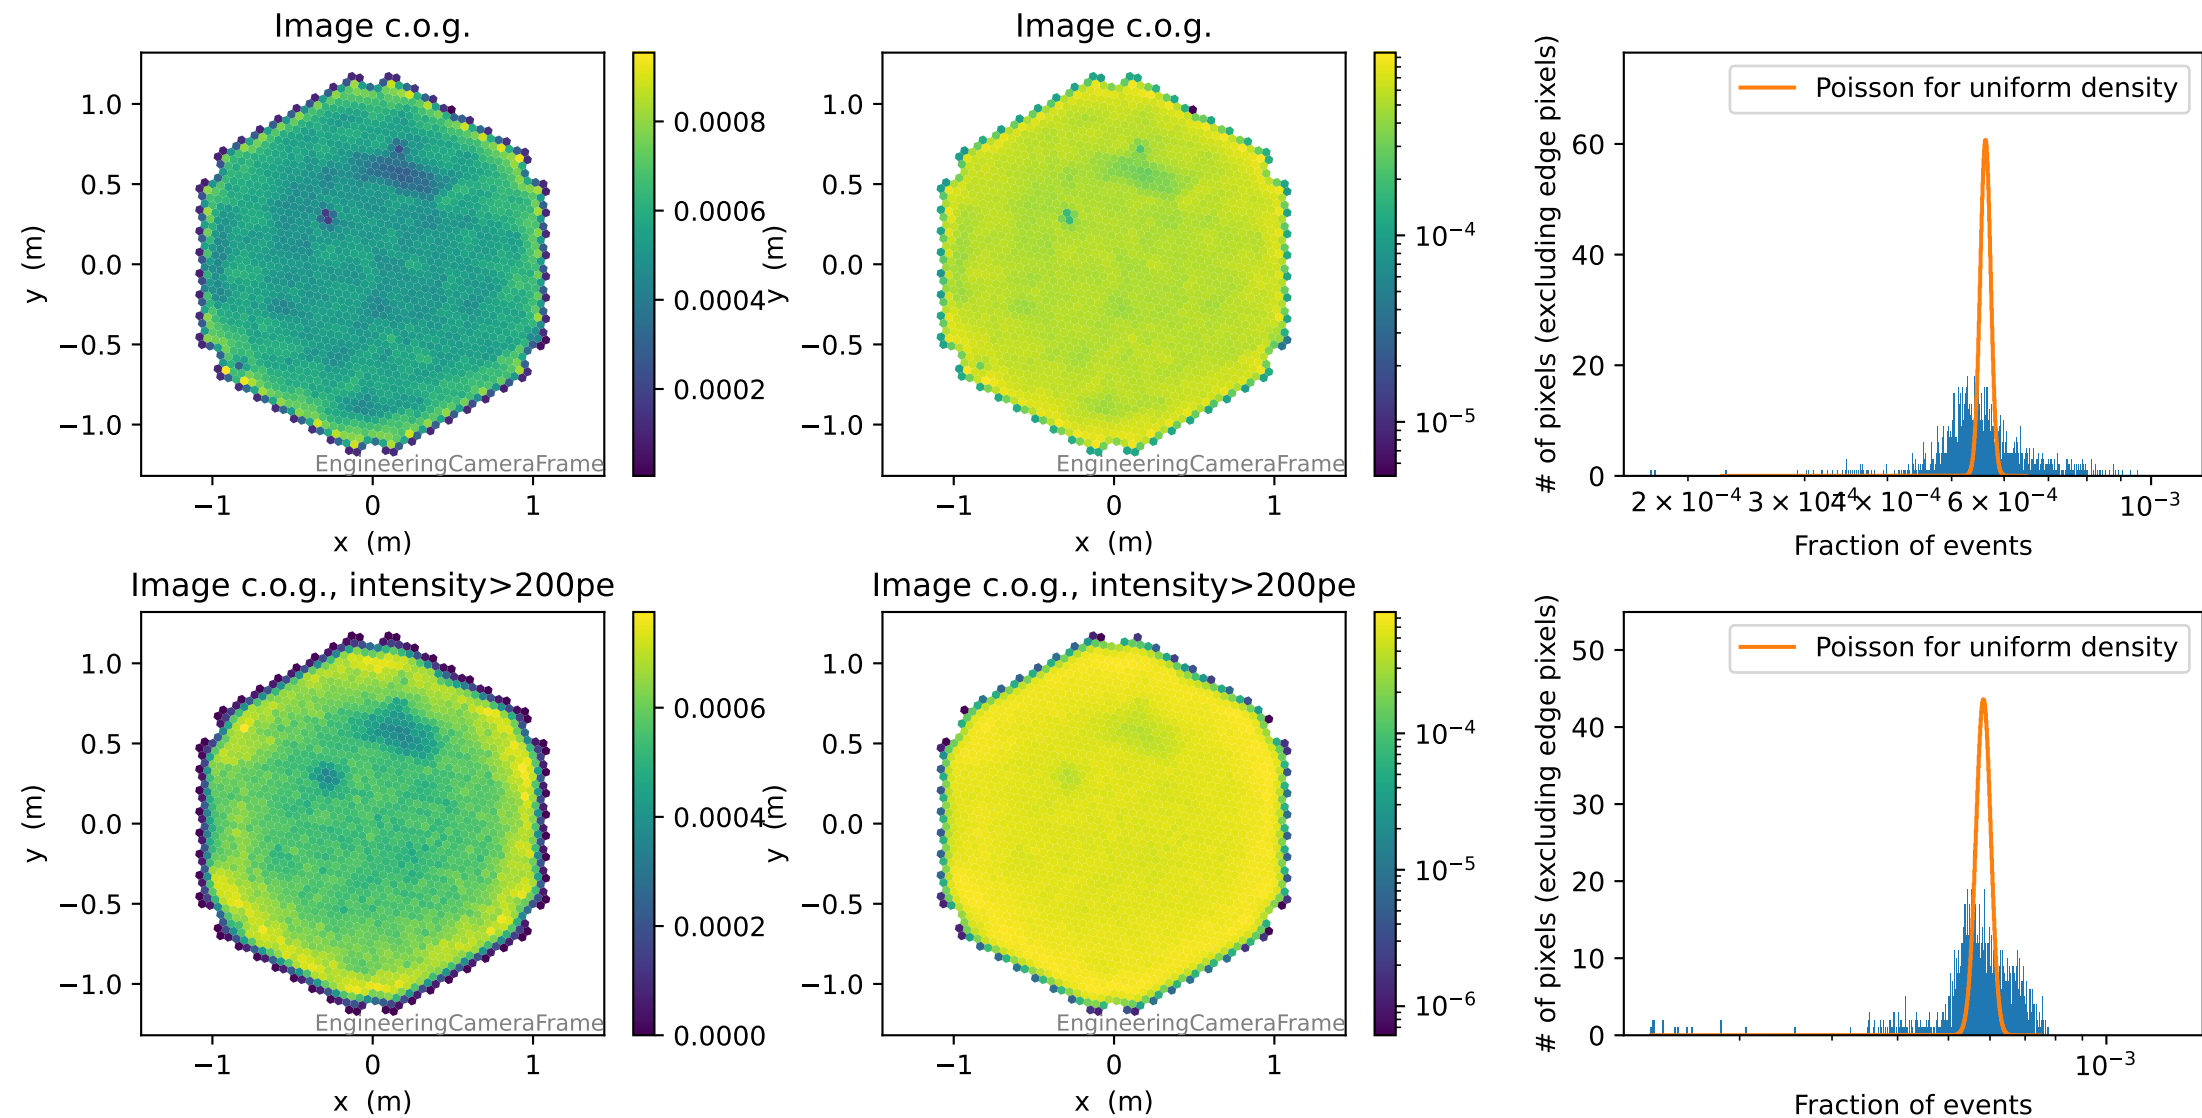 Image c.o.g.
1.0
0.5
0.0
−0.5
−1.0
y (m)
−1
0
1
x (m)
EngineeringCameraFrame
0.0008
0.0006
0.0004
0.0002
Image c.o.g.
1.0
0.5
0.0
−0.5
−1.0
y (m)
−1
0
1
x (m)
EngineeringCameraFrame
10⁻⁴
10⁻⁵
Poisson for uniform density
# of pixels (excluding edge pixels)
60
40
20
0
2 × 10⁻⁴
3 × 10⁻⁴
4 × 10⁻⁴
6 × 10⁻⁴
10⁻³
Fraction of events
Image c.o.g., intensity>200pe
1.0
0.5
0.0
−0.5
−1.0
y (m)
−1
0
1
x (m)
EngineeringCameraFrame
0.0006
0.0004
0.0002
0.0000
Image c.o.g., intensity>200pe
1.0
0.5
0.0
−0.5
−1.0
y (m)
−1
0
1
x (m)
EngineeringCameraFrame
10⁻⁴
10⁻⁵
10⁻⁶
Poisson for uniform density
# of pixels (excluding edge pixels)
50
40
30
20
10
0
10⁻³
Fraction of events